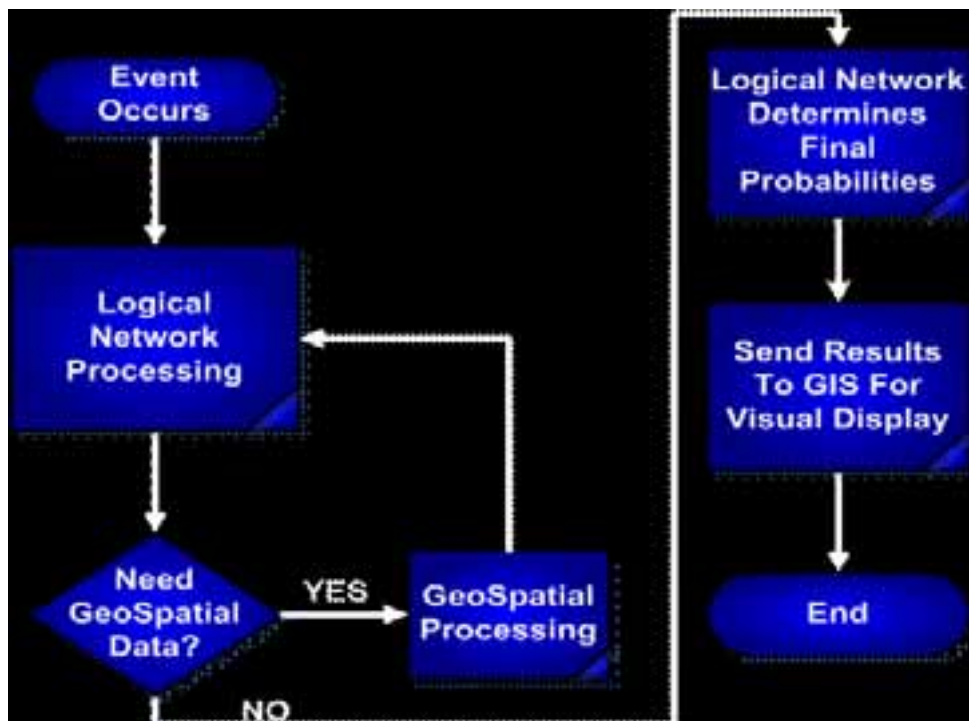 Event
Occurs
Logical
Network
Processing
Need
GeoSpatial
Data?
YES
GeoSpatial
Processing
NO
Logical Network
Determines
Final
Probabilities
Send Results
To GIS For
Visual Display
End